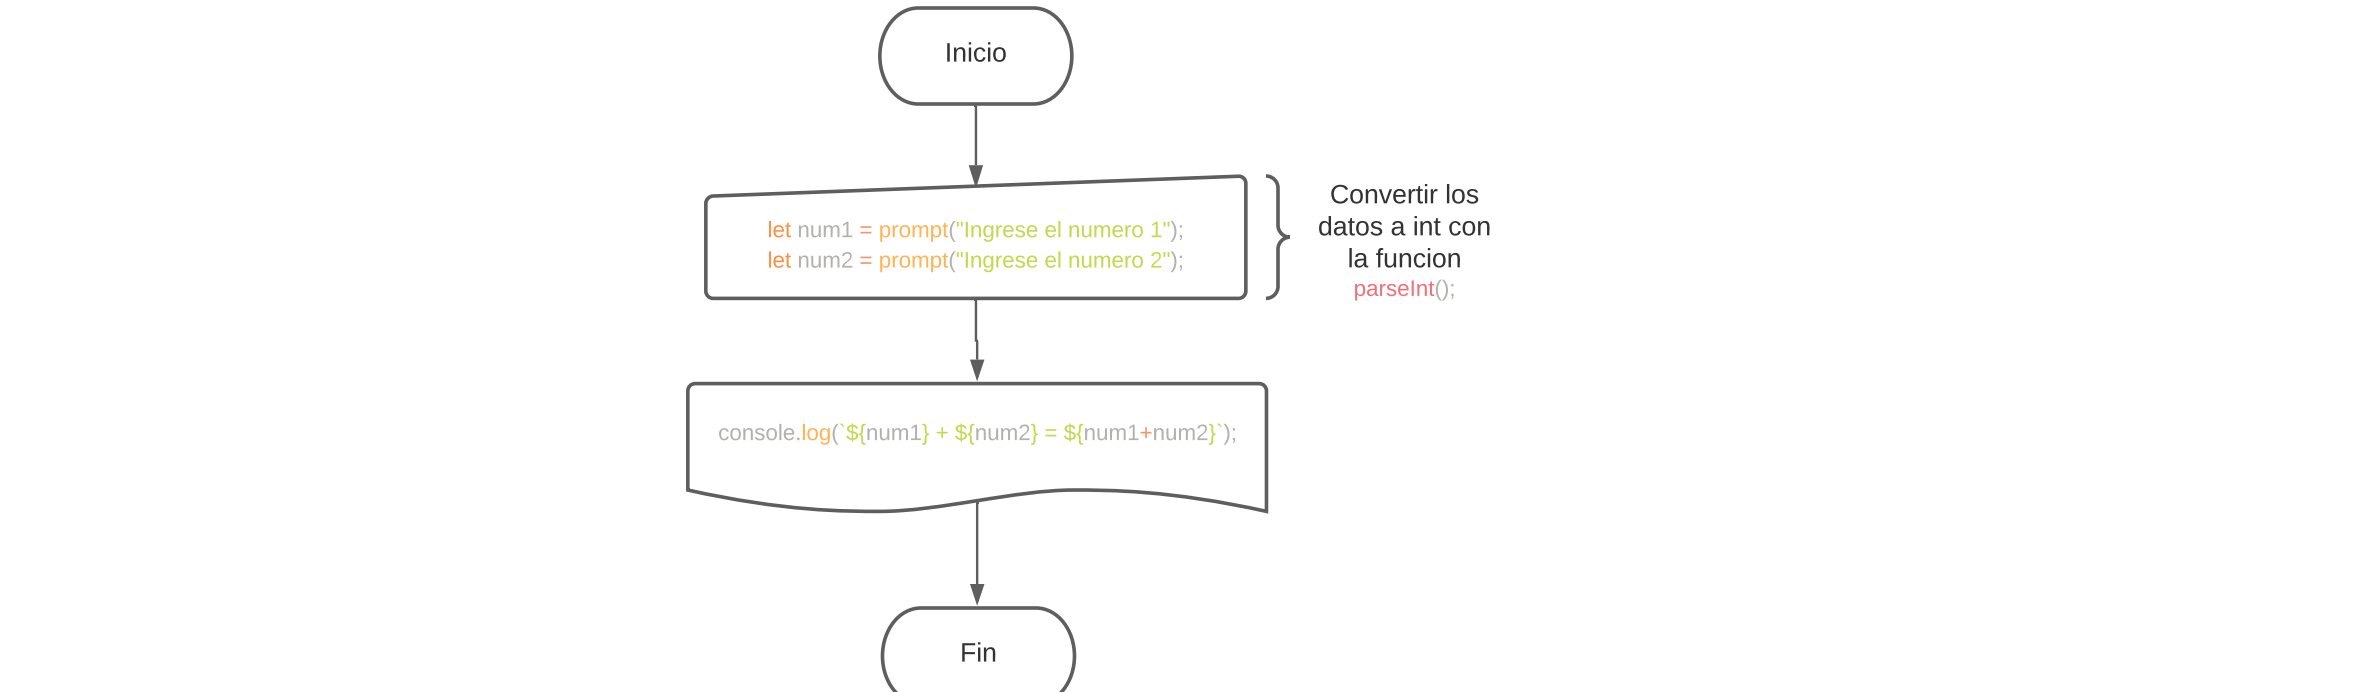 Inicio
let num1 = prompt("Ingrese el numero 1");
let num2 = prompt("Ingrese el numero 2");
Convertir los
datos a int con
la funcion
parseInt();
console.log(`${num1} + ${num2} = ${num1+num2}`);
Fin